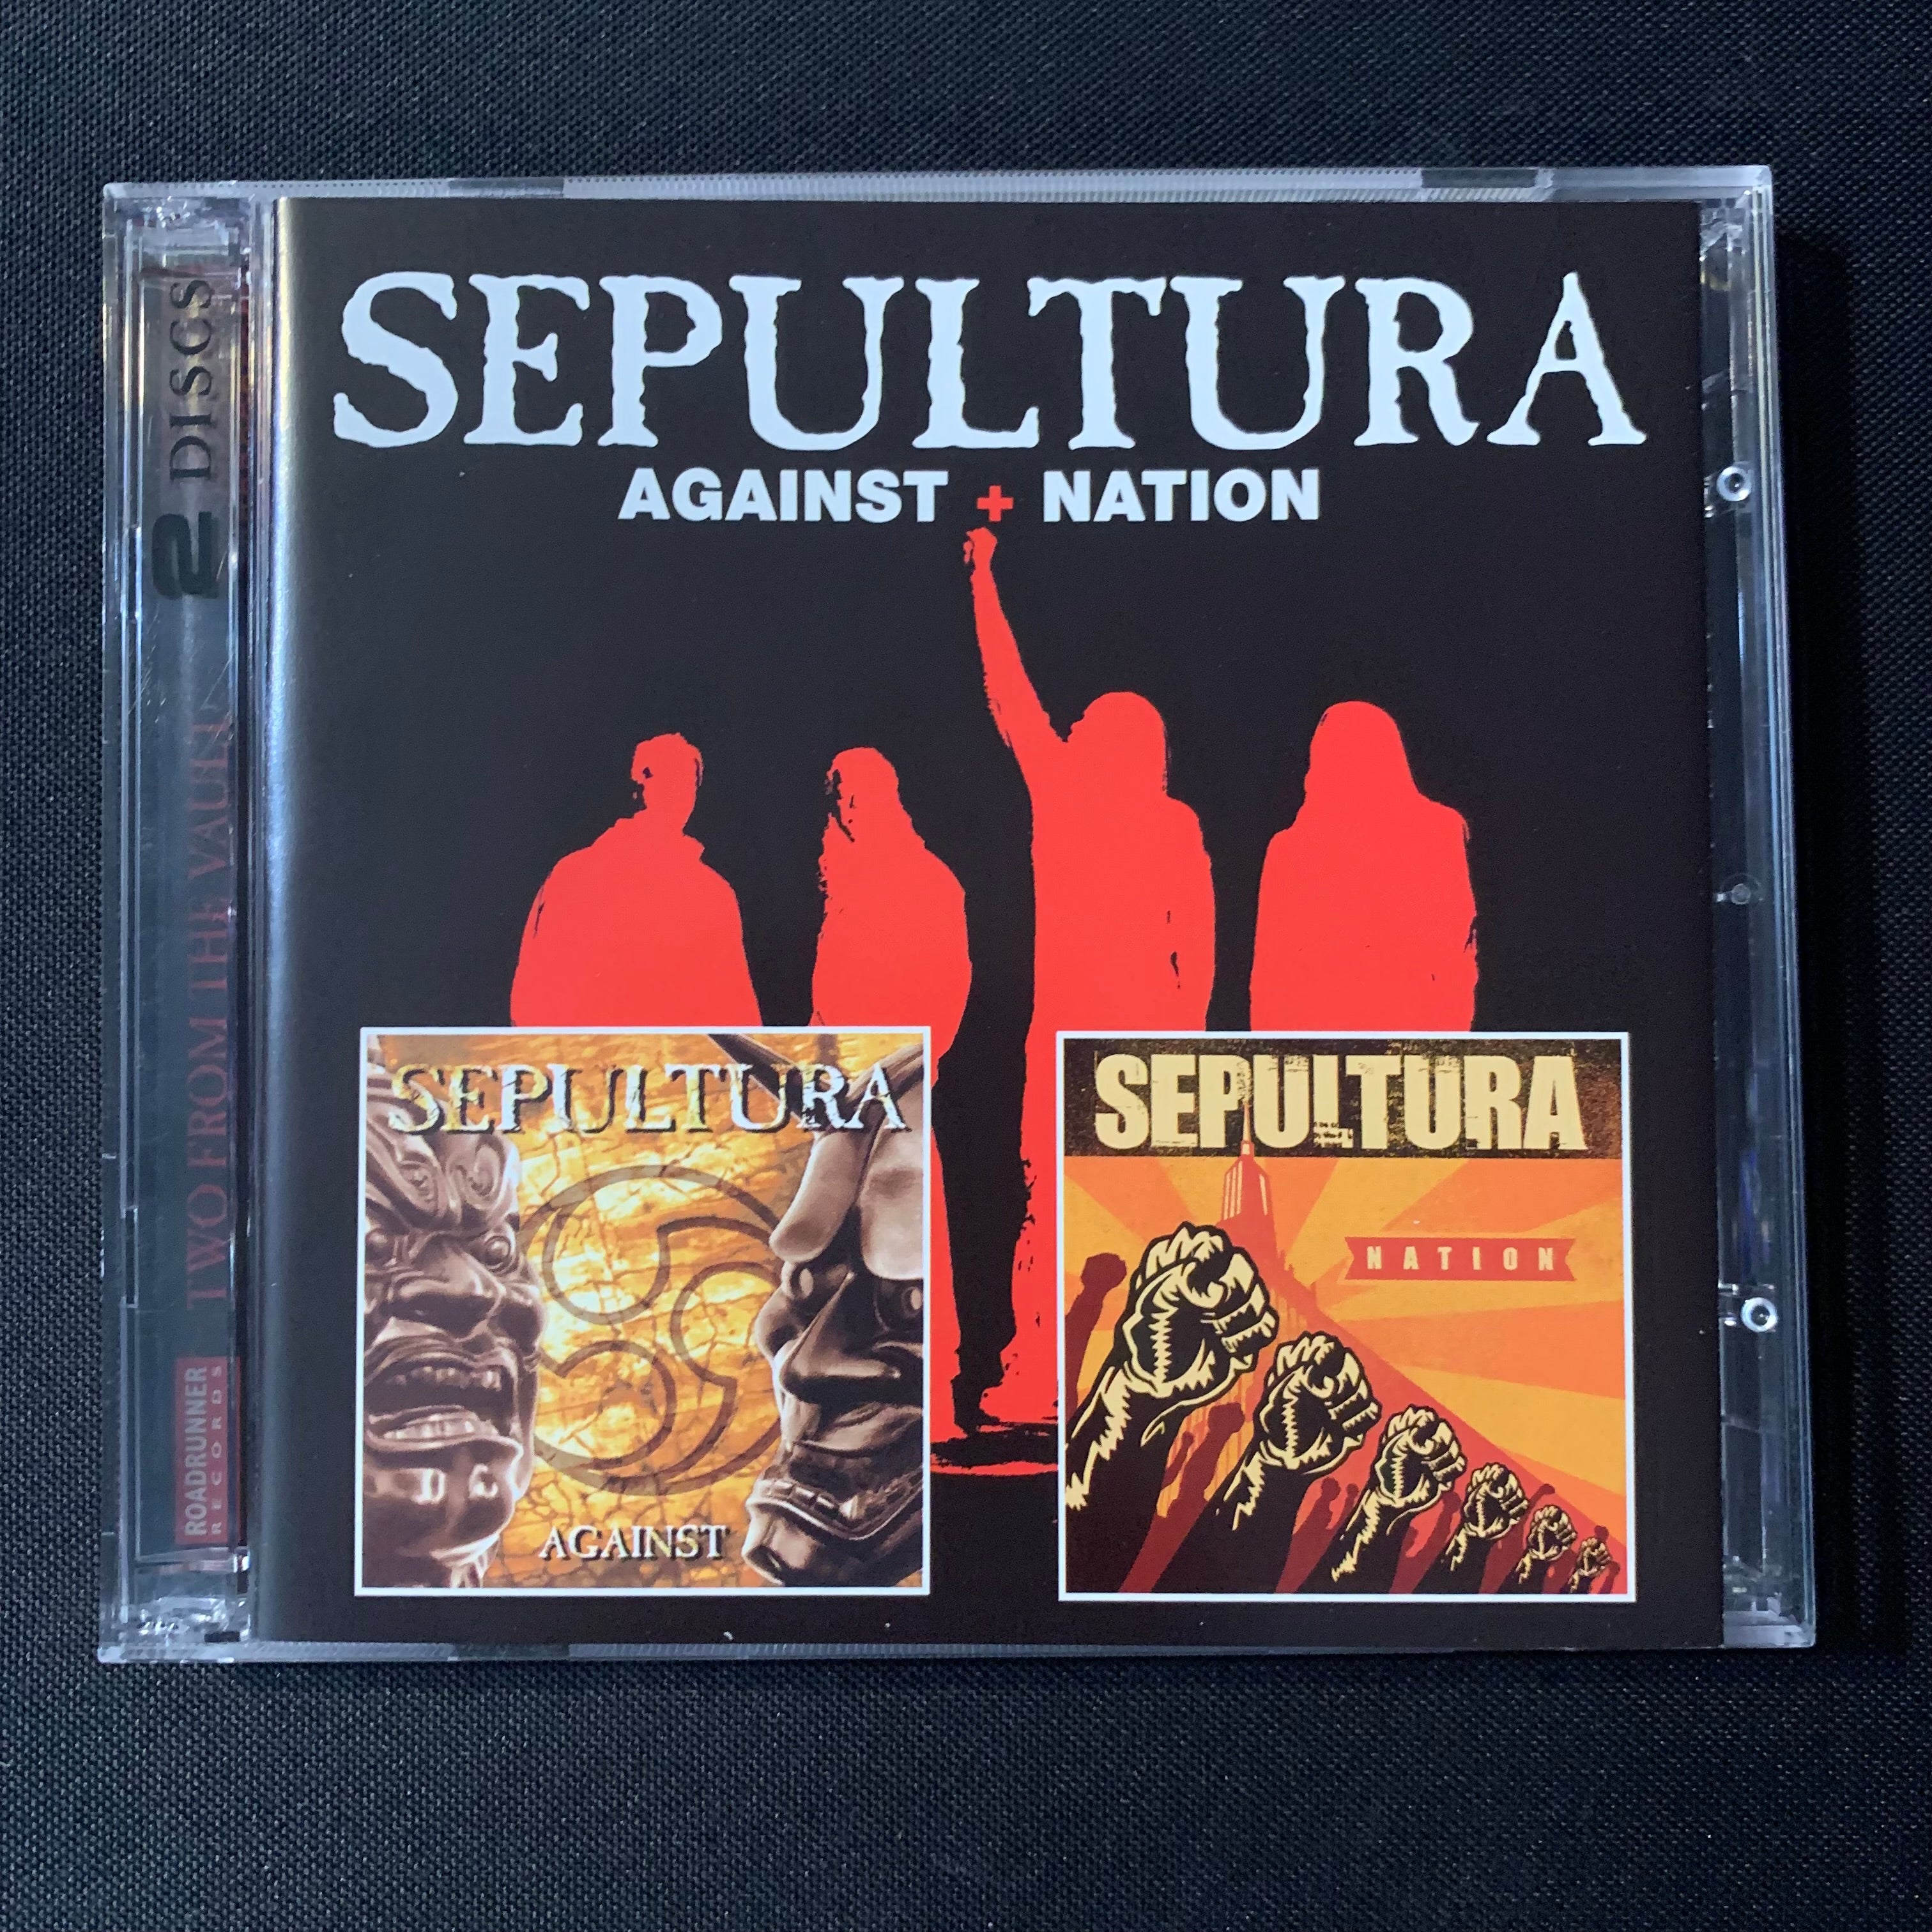 SEPULTURA
AGAINST + NATION
2 DISCS
TWO FROM THE VAULT
ROADRUNNER
RECORDS
SEPULTURA
AGAINST
SEPULTURA
NATION